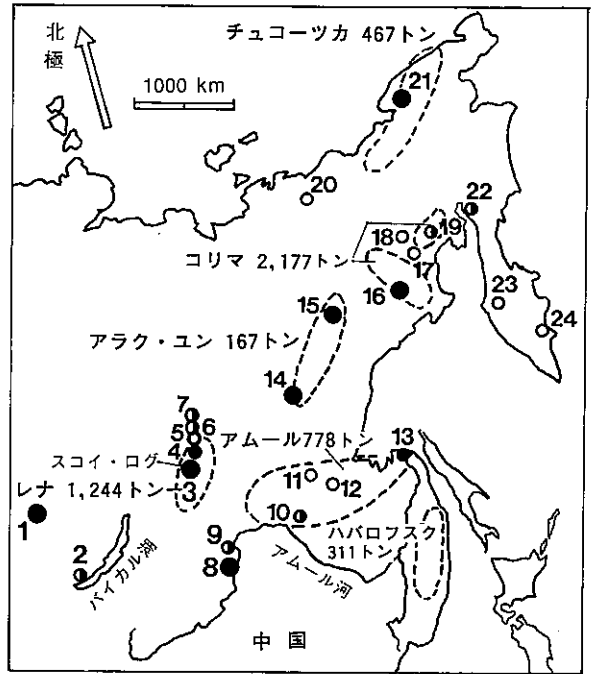 北極
チュコーツカ 467トン
1000 km
21
20
22
18
19
コリマ 2,177トン
17
16
23
15
24
アラク・ユン 167トン
14
7
5
6
アムール778トン
13
4
スコイ・ログ
11
レナ 1,244トン
3
12
1
10
ハバロフスク
311トン
9
2
バイカル湖
8
アムール河
中国